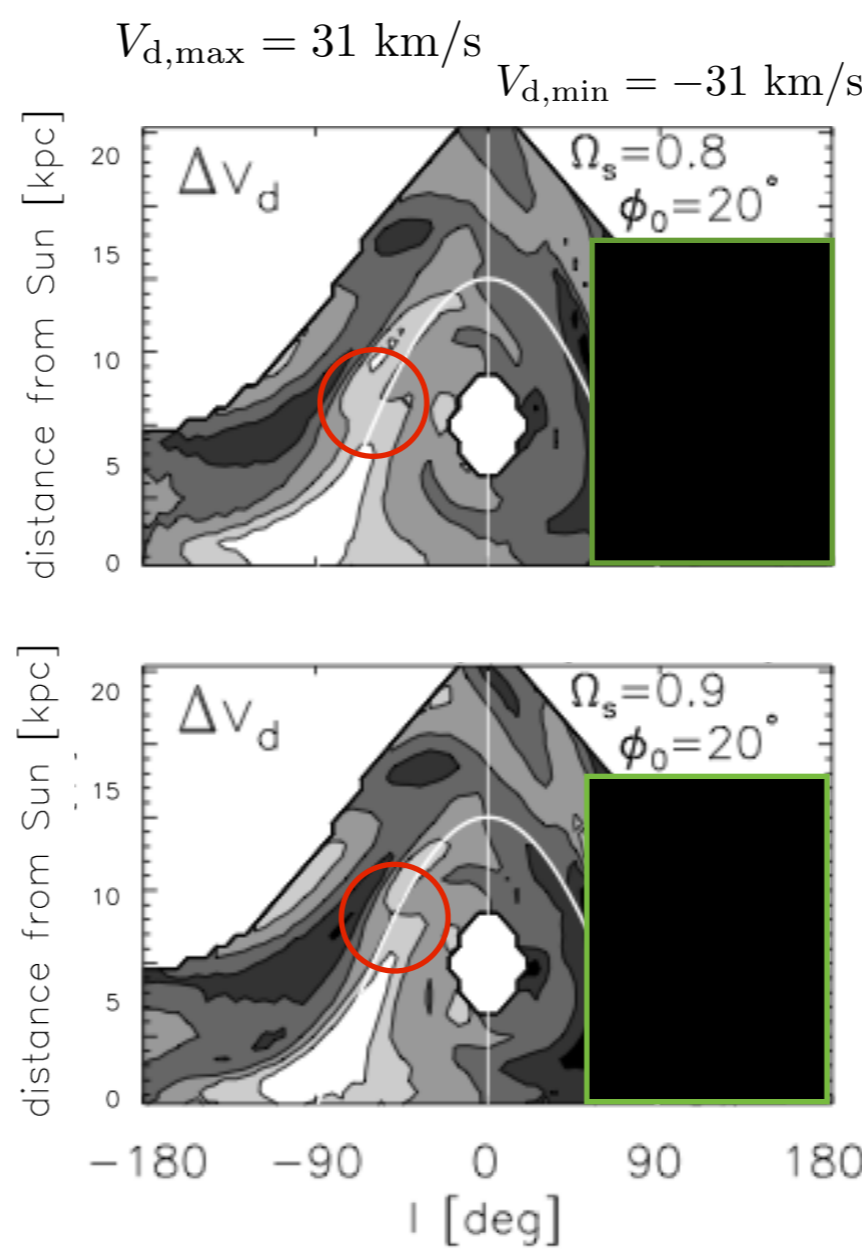 V_d,max = 31 km/s
V_d,min = −31 km/s
distance from Sun [kpc]
20
15
10
5
0
ΔV_d
Ω_s=0.8
ϕ_0=20°
distance from Sun [kpc]
20
15
10
5
0
ΔV_d
Ω_s=0.9
ϕ_0=20°
−180 −90 0 90 180
l [deg]